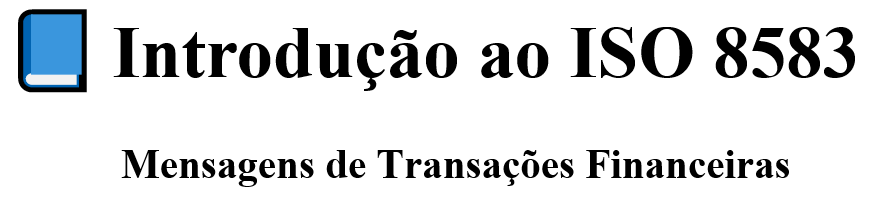 Introdução ao ISO 8583
Mensagens de Transações Financeiras